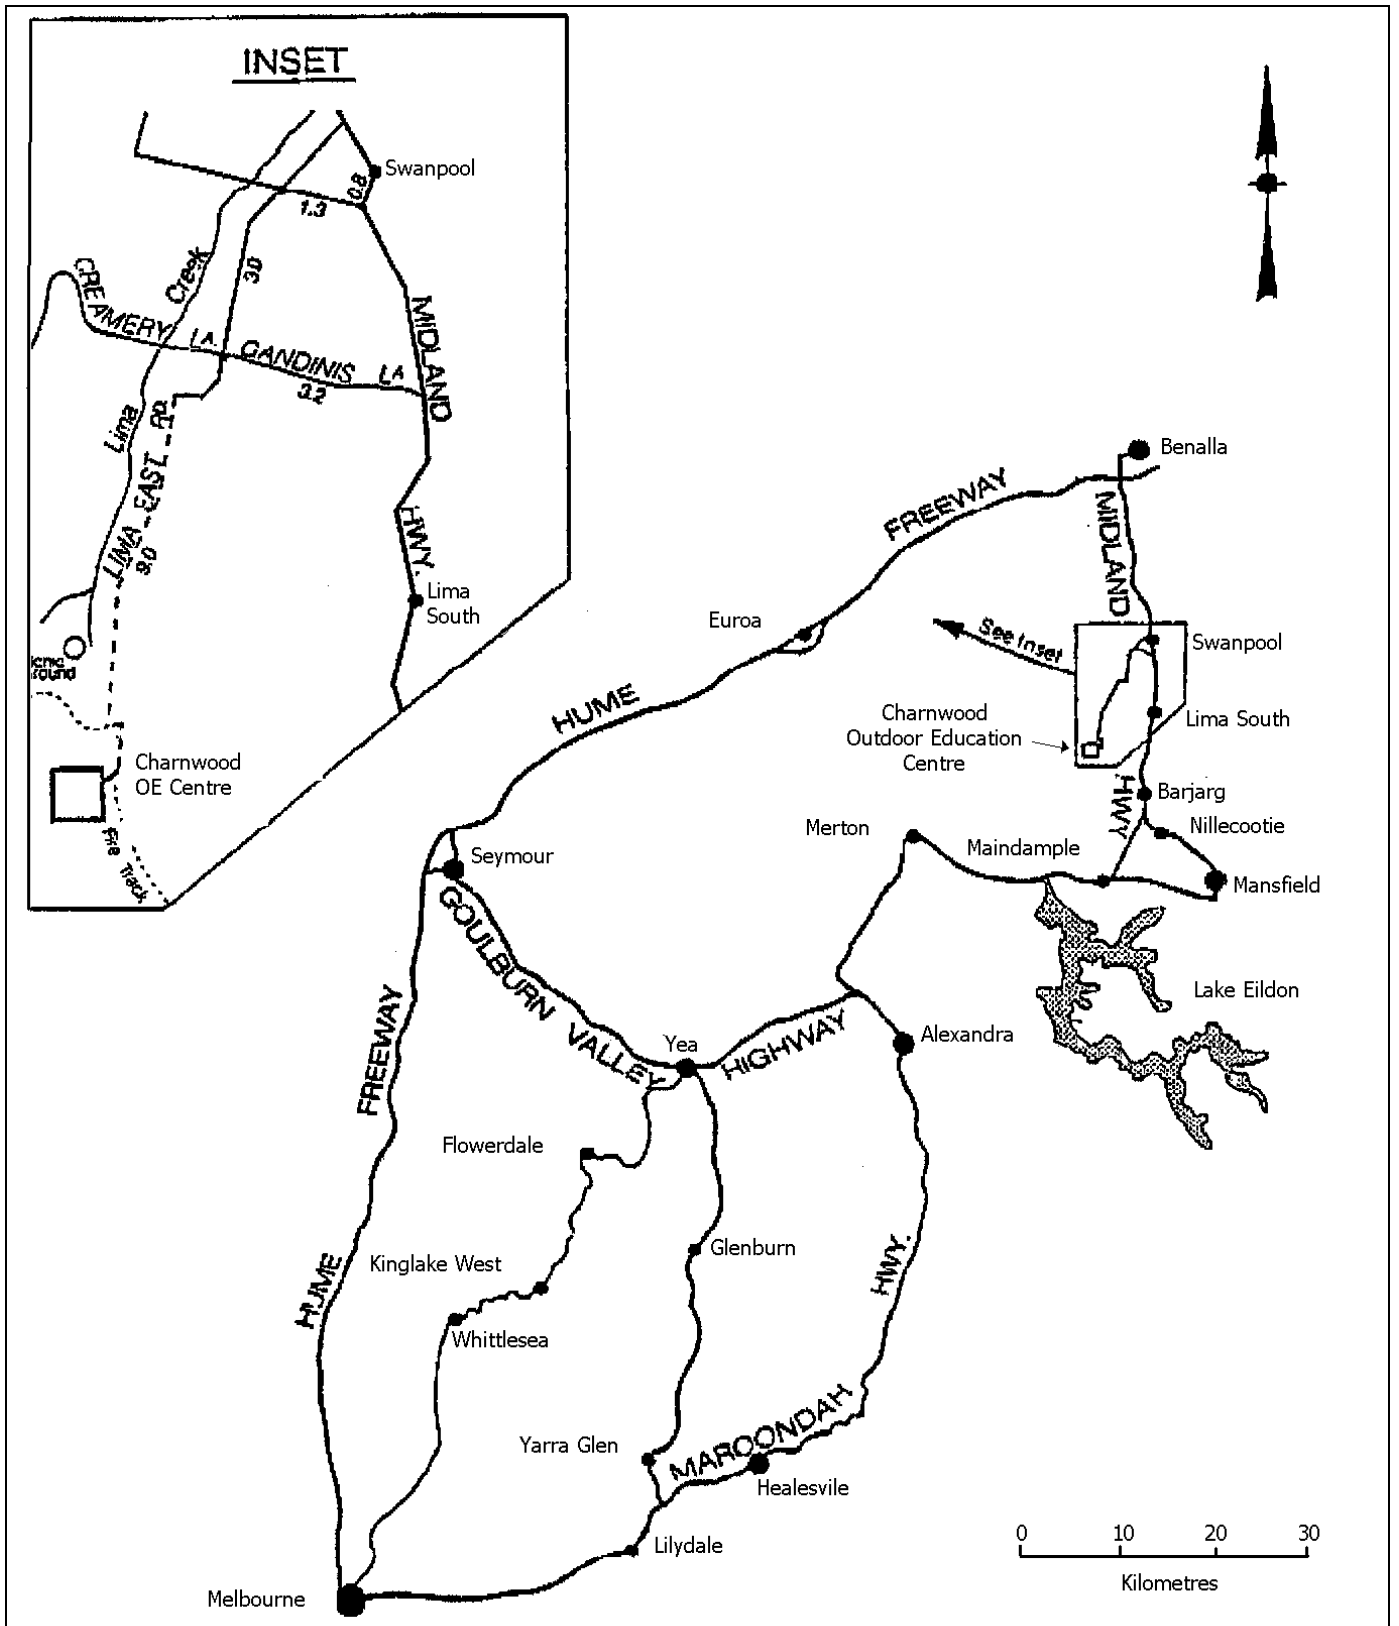 INSET
Swanpool
0.8
1.3
Creek
3.0
CREAMERY LA.
GANDINIS LA
3.2
MIDLAND
HWY.
Lima
LIMA EAST RD.
9.0
Lima
South
Charnwood
OE Centre
Fire Track
Benalla
FREEWAY
MIDLAND
Euroa
See Inset
Swanpool
HUME
Charnwood
Outdoor Education
Centre
Lima South
HWY
Barjarg
Merton
Maindample
Nillecootie
Seymour
Mansfield
GOULBURN VALLEY HIGHWAY
Lake Eildon
FREEWAY
Yea
Alexandra
Flowerdale
Glenburn
Kinglake West
HUME
HWY.
Whittlesea
MAROONDAH
Yarra Glen
Healesvile
Lilydale
0 10 20 30
Kilometres
Melbourne